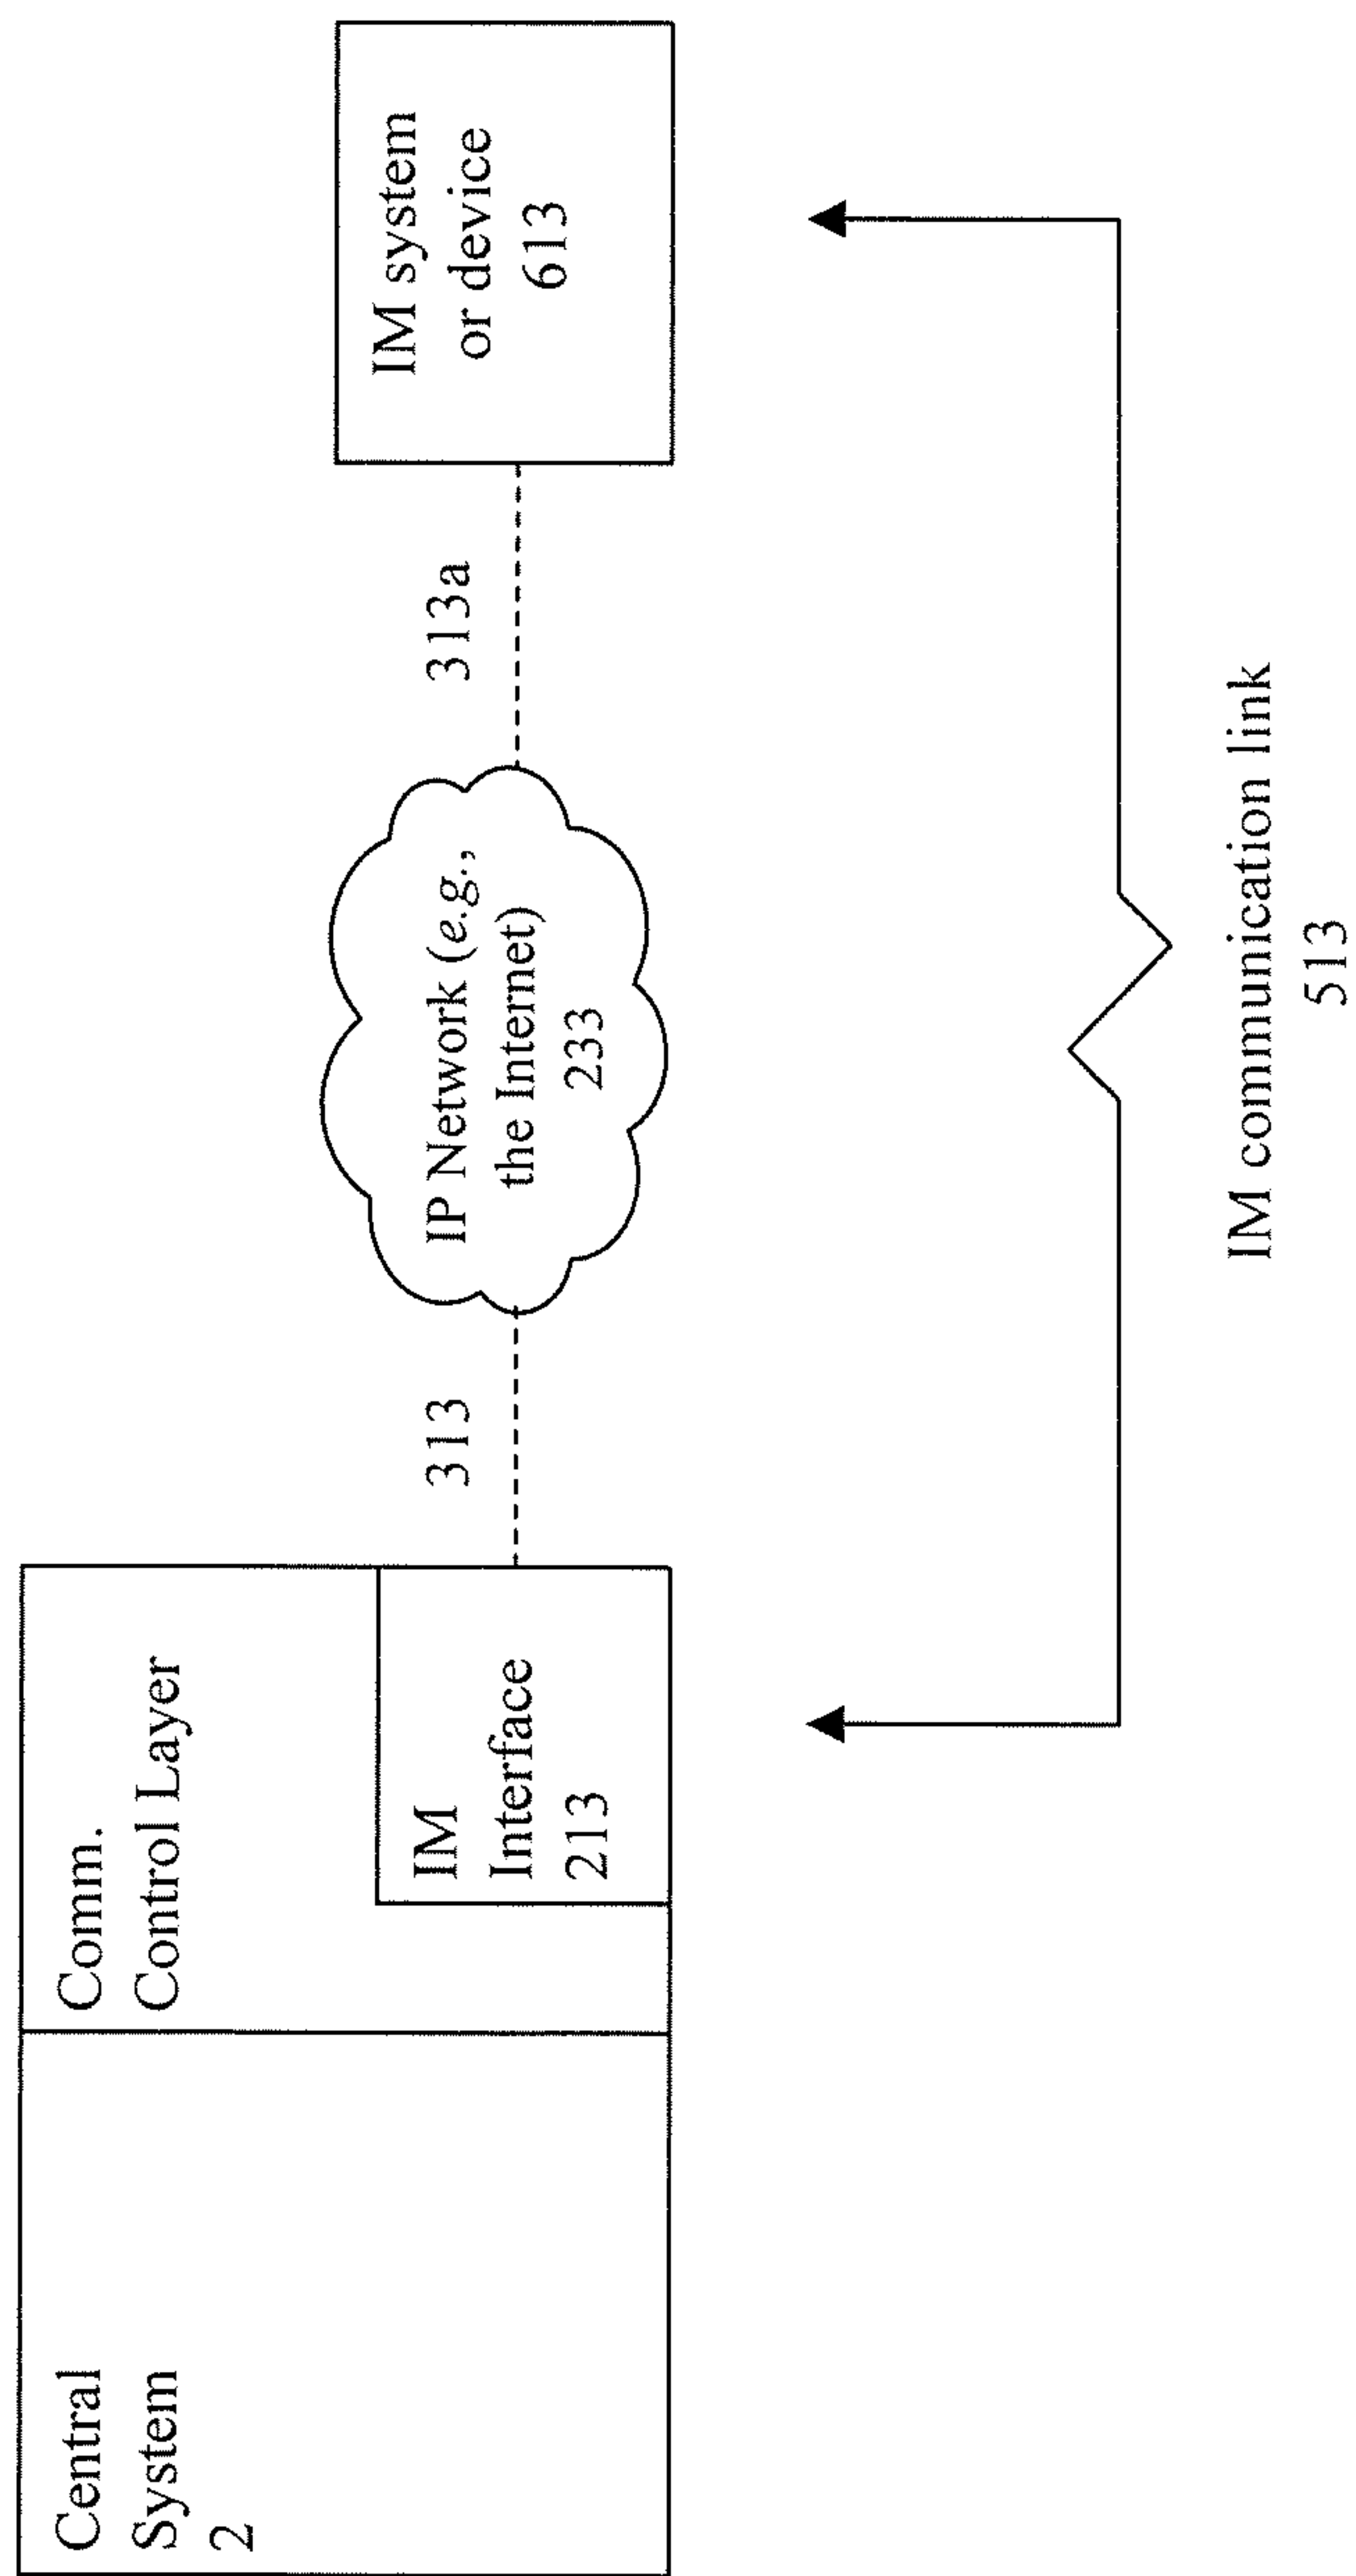 Central
System
2
Comm.
Control Layer
IM
Interface
213
313
IP Network (e.g.,
the Internet)
233
313a
IM system
or device
613
IM communication link
513